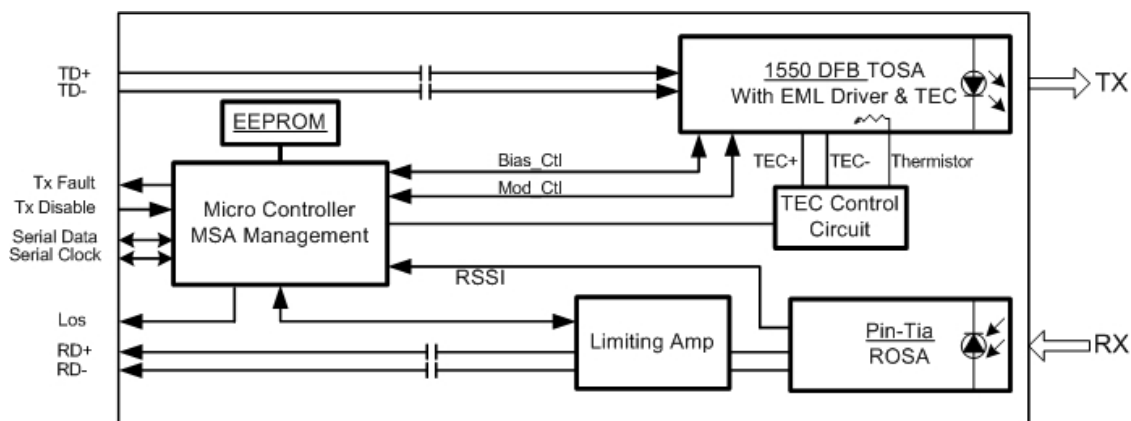 TD+
TD-
1550 DFB TOSA
With EML Driver & TEC
TX
EEPROM
Bias_Ctl
Mod_Ctl
TEC+
TEC-
Thermistor
Tx Fault
Tx Disable
Serial Data
Serial Clock
Micro Controller
MSA Management
TEC Control
Circuit
RSSI
Los
RD+
RD-
Limiting Amp
Pin-Tia
ROSA
RX